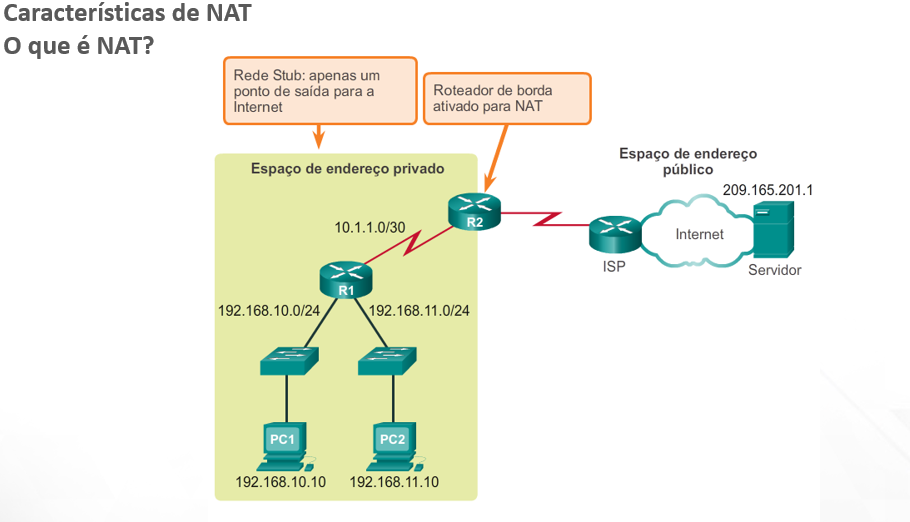 Características de NAT
O que é NAT?
Rede Stub: apenas um
ponto de saída para a
Internet
Roteador de borda
ativado para NAT
Espaço de endereço privado
Espaço de endereço
público
209.165.201.1
R2
10.1.1.0/30
Internet
ISP
Servidor
R1
192.168.10.0/24
192.168.11.0/24
PC1
PC2
192.168.10.10
192.168.11.10